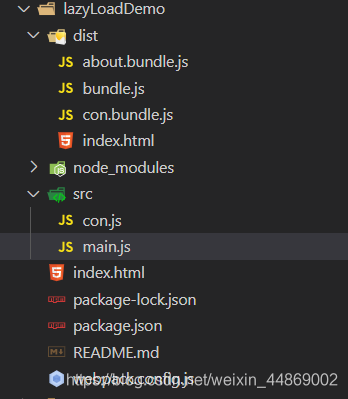 lazyLoadDemo
dist
JS about.bundle.js
JS bundle.js
JS con.bundle.js
index.html
node_modules
src
JS con.js
JS main.js
index.html
package-lock.json
package.json
README.md
webpack.config.js
https://blog.csdn.net/weixin_44869002